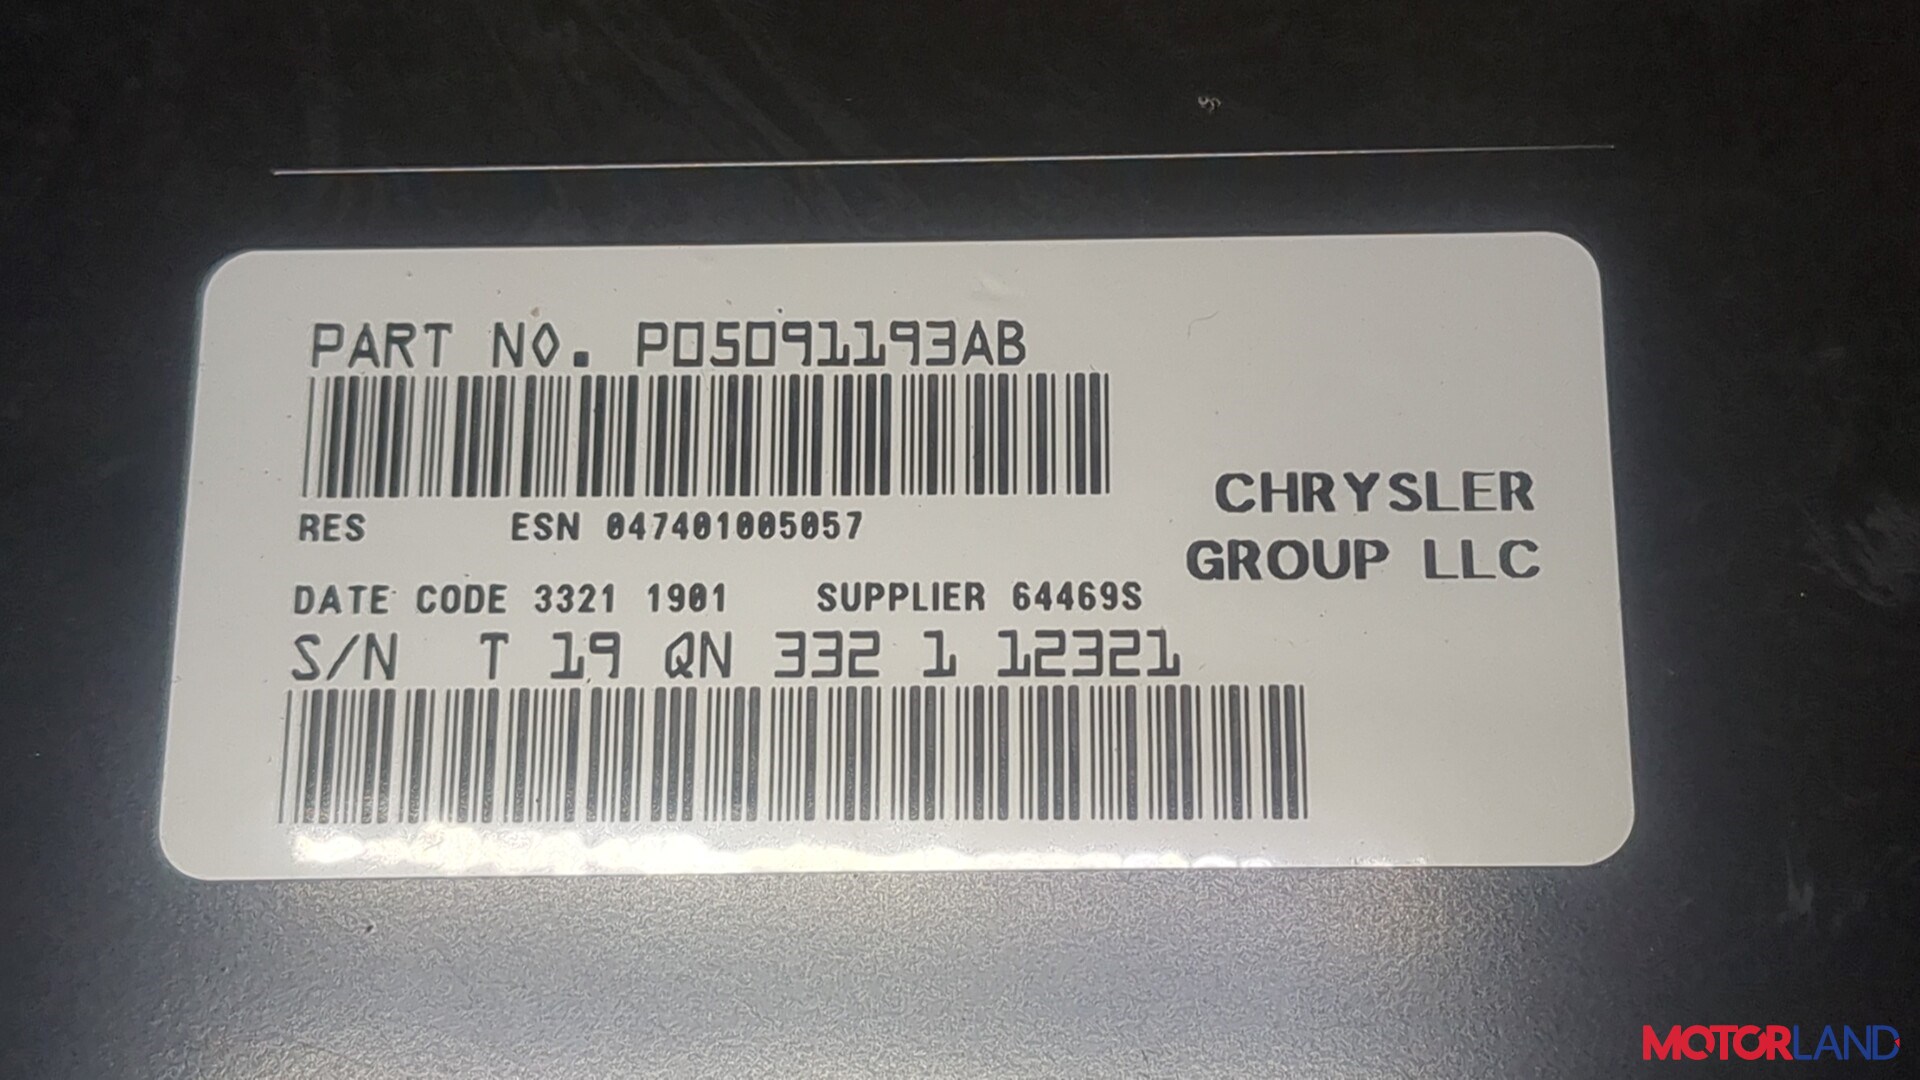 PART NO. P05091193AB
RES ESN 047401005057
DATE CODE 3321 1901 SUPPLIER 64469S
S/N T 19 QN 332 1 12321
CHRYSLER
GROUP LLC
MOTORLAND